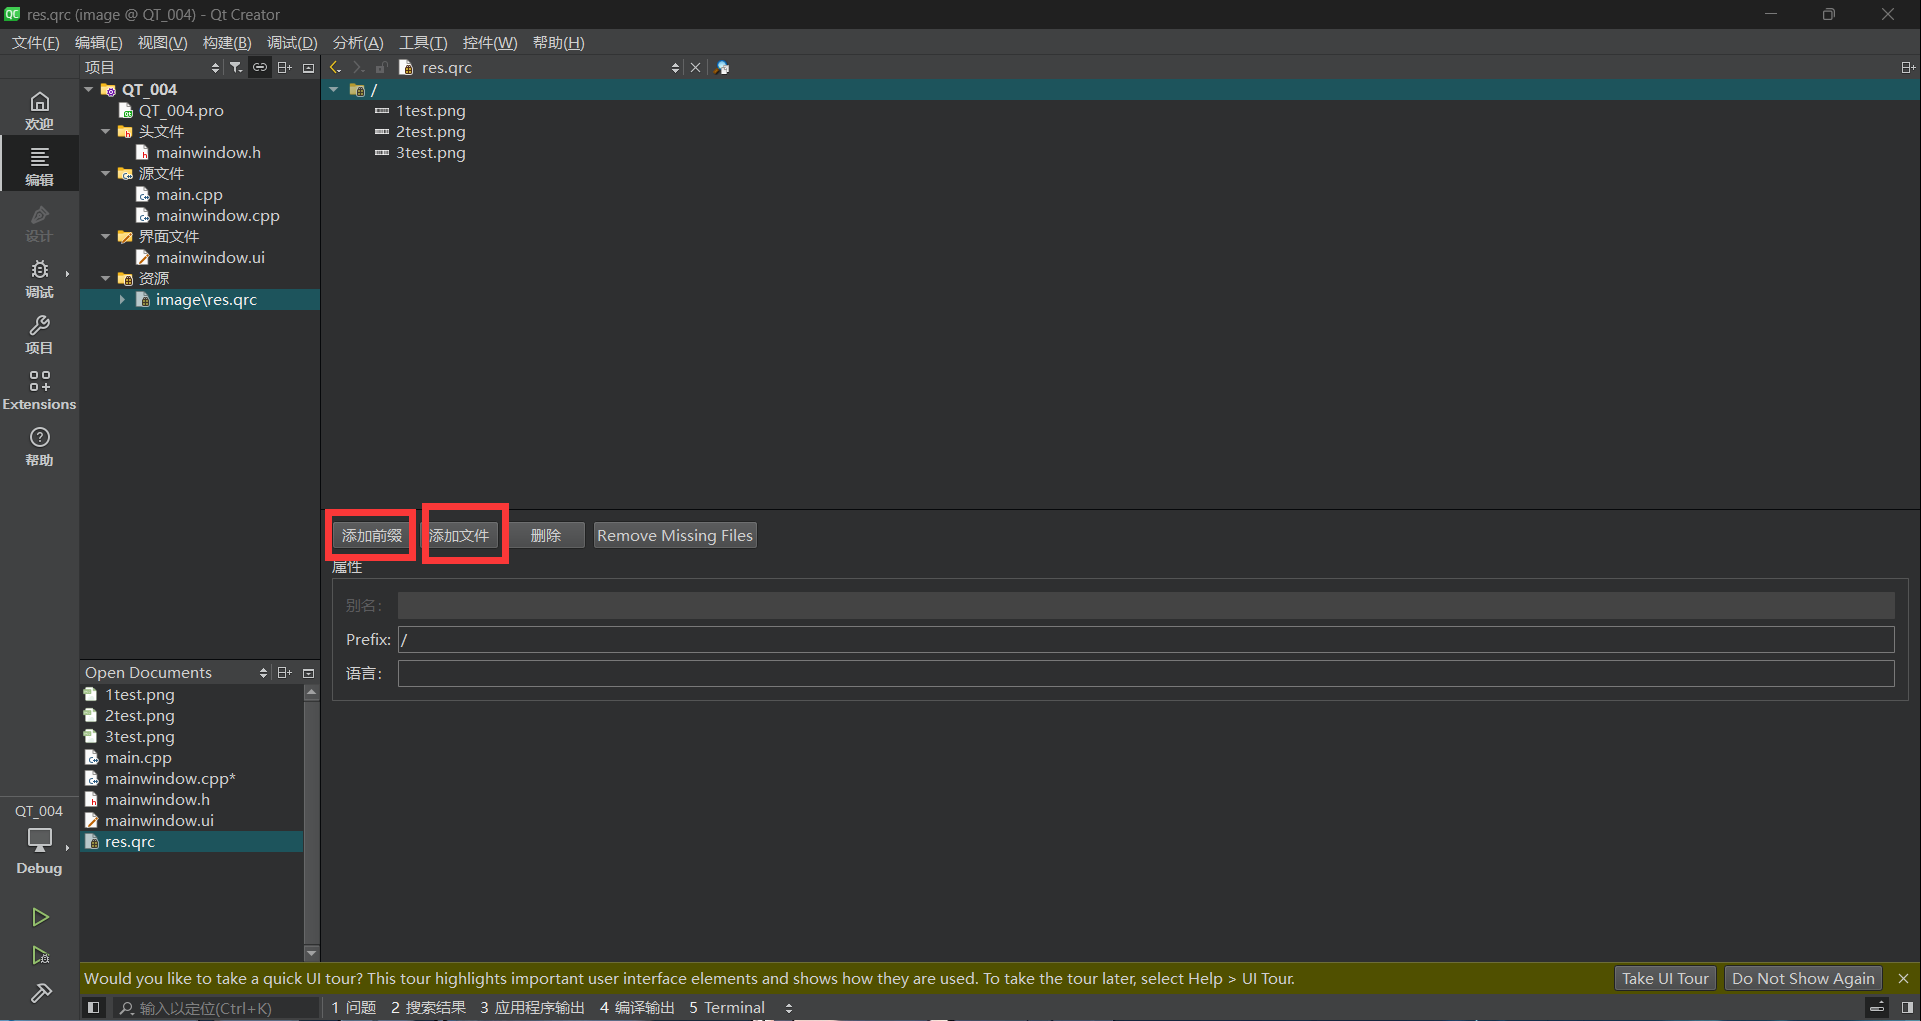 res.qrc (image @ QT_004) - Qt Creator
文件(F) 编辑(E) 视图(V) 构建(B) 调试(D) 分析(A) 工具(T) 控件(W) 帮助(H)
项目
res.qrc
欢迎
编辑
设计
调试
项目
Extensions
帮助
QT_004
QT_004.pro
头文件
mainwindow.h
源文件
main.cpp
mainwindow.cpp
界面文件
mainwindow.ui
资源
image\res.qrc
/
1test.png
2test.png
3test.png
添加前缀 添加文件 删除 Remove Missing Files
属性
别名:
Prefix: /
语言:
Open Documents
1test.png
2test.png
3test.png
main.cpp
mainwindow.cpp*
mainwindow.h
mainwindow.ui
res.qrc
QT_004
Debug
Would you like to take a quick UI tour? This tour highlights important user interface elements and shows how they are used. To take the tour later, select Help > UI Tour.
Take UI Tour Do Not Show Again
输入以定位(Ctrl+K) 1 问题 2 搜索结果 3 应用程序输出 4 编译输出 5 Terminal